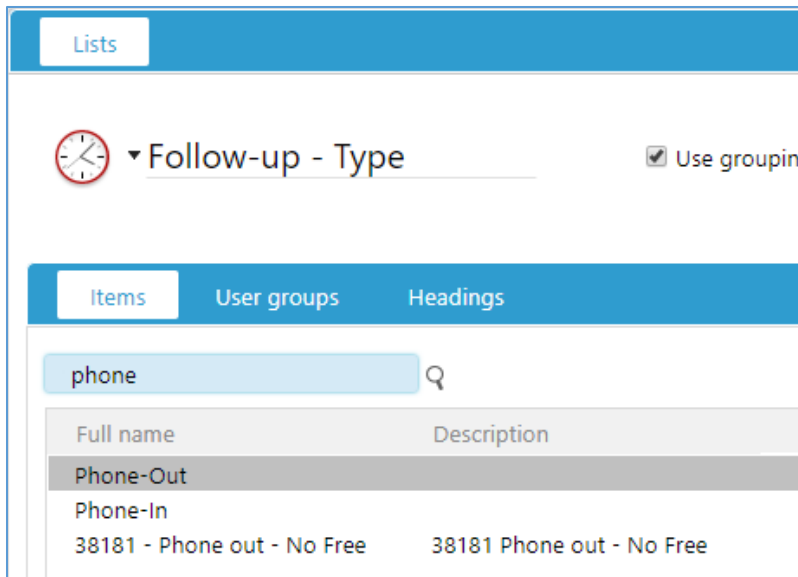 Lists
Follow-up - Type
Use groupin
Items User groups Headings
phone
Full name Description
Phone-Out
Phone-In
38181 - Phone out - No Free 38181 Phone out - No Free